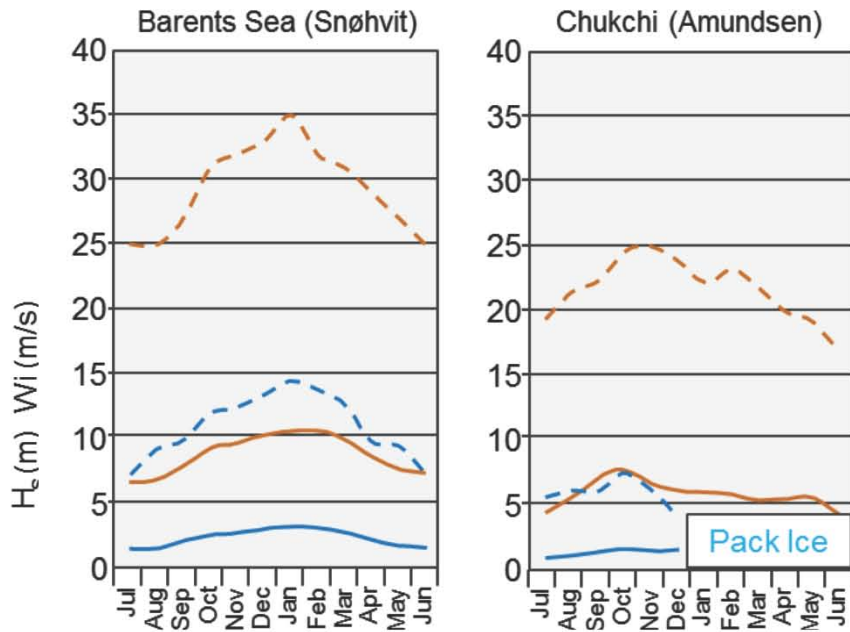 Barents Sea (Snøhvit)
40
35
30
25
20
15
10
5
0
Jul
Aug
Sep
Oct
Nov
Dec
Jan
Feb
Mar
Apr
May
Jun
Hₛ(m) Wi (m/s)
Chukchi (Amundsen)
40
35
30
25
20
15
10
5
0
Pack Ice
Jul
Aug
Sep
Oct
Nov
Dec
Jan
Feb
Mar
Apr
May
Jun